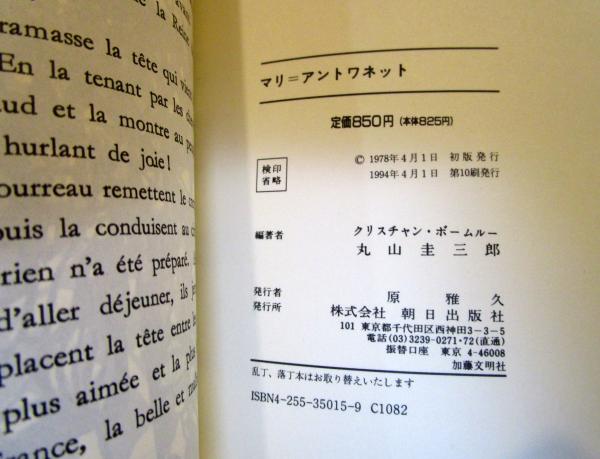 avant
de la Reine
ramasse la tête qui vient
En la tenant par les
ud et la montre au
hurlant de joie!
ourreau remettent le
uis la conduisent au
rien n'a été préparé.
d'aller déjeuner, ils
placent la tête entre
plus aimée et la plus
rance, la belle et
マリ=アントワネット
定価850円(本体825円)
検印
省略
© 1978年4月1日 初版発行
1994年4月1日 第10刷発行
編著者 クリスチャン・ボームルー
丸山圭三郎
発行者 原 雅久
発行所 株式会社 朝日出版社
101 東京都千代田区西神田3-3-5
電話(03)3239-0271・72(直通)
振替口座 東京 4-46008
加藤文明社
乱丁、落丁本はお取り替えいたします
ISBN4-255-35015-9 C1082